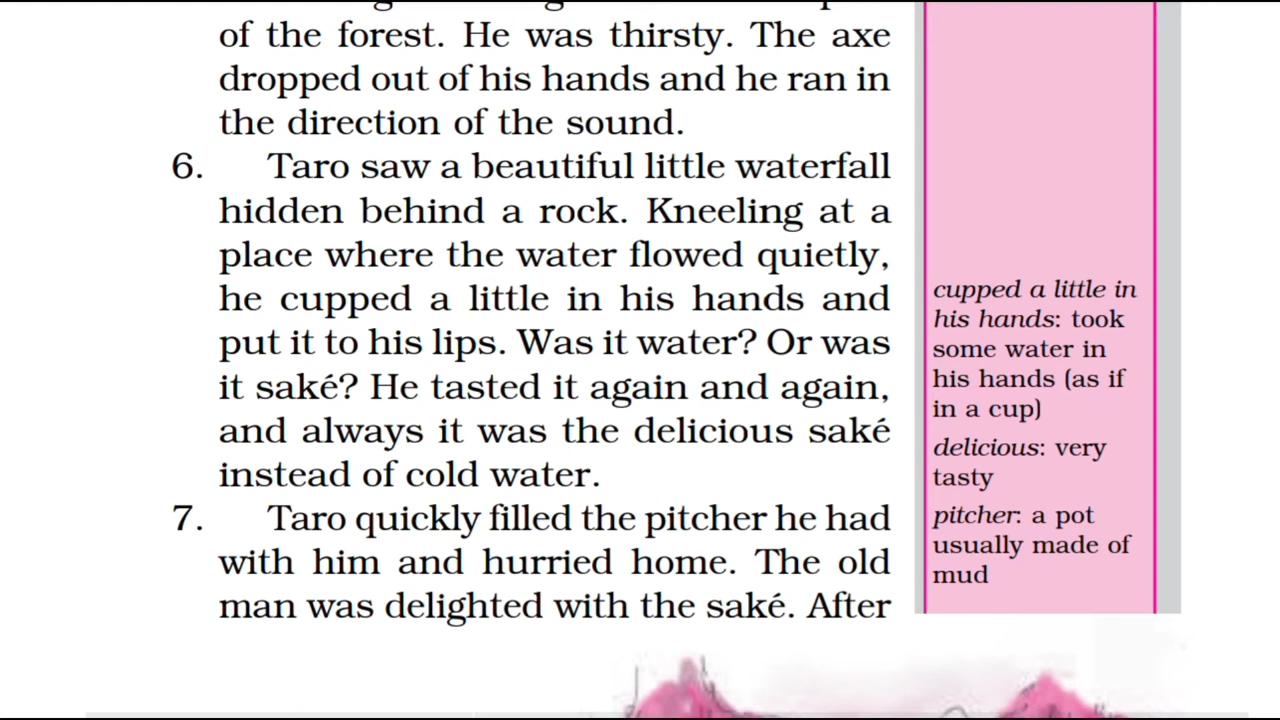 of the forest. He was thirsty. The axe
dropped out of his hands and he ran in
the direction of the sound.
6. Taro saw a beautiful little waterfall
hidden behind a rock. Kneeling at a
place where the water flowed quietly,
he cupped a little in his hands and
put it to his lips. Was it water? Or was
it saké? He tasted it again and again,
and always it was the delicious saké
instead of cold water.
7. Taro quickly filled the pitcher he had
with him and hurried home. The old
man was delighted with the saké. After
cupped a little in
his hands: took
some water in
his hands (as if
in a cup)
delicious: very
tasty
pitcher: a pot
usually made of
mud